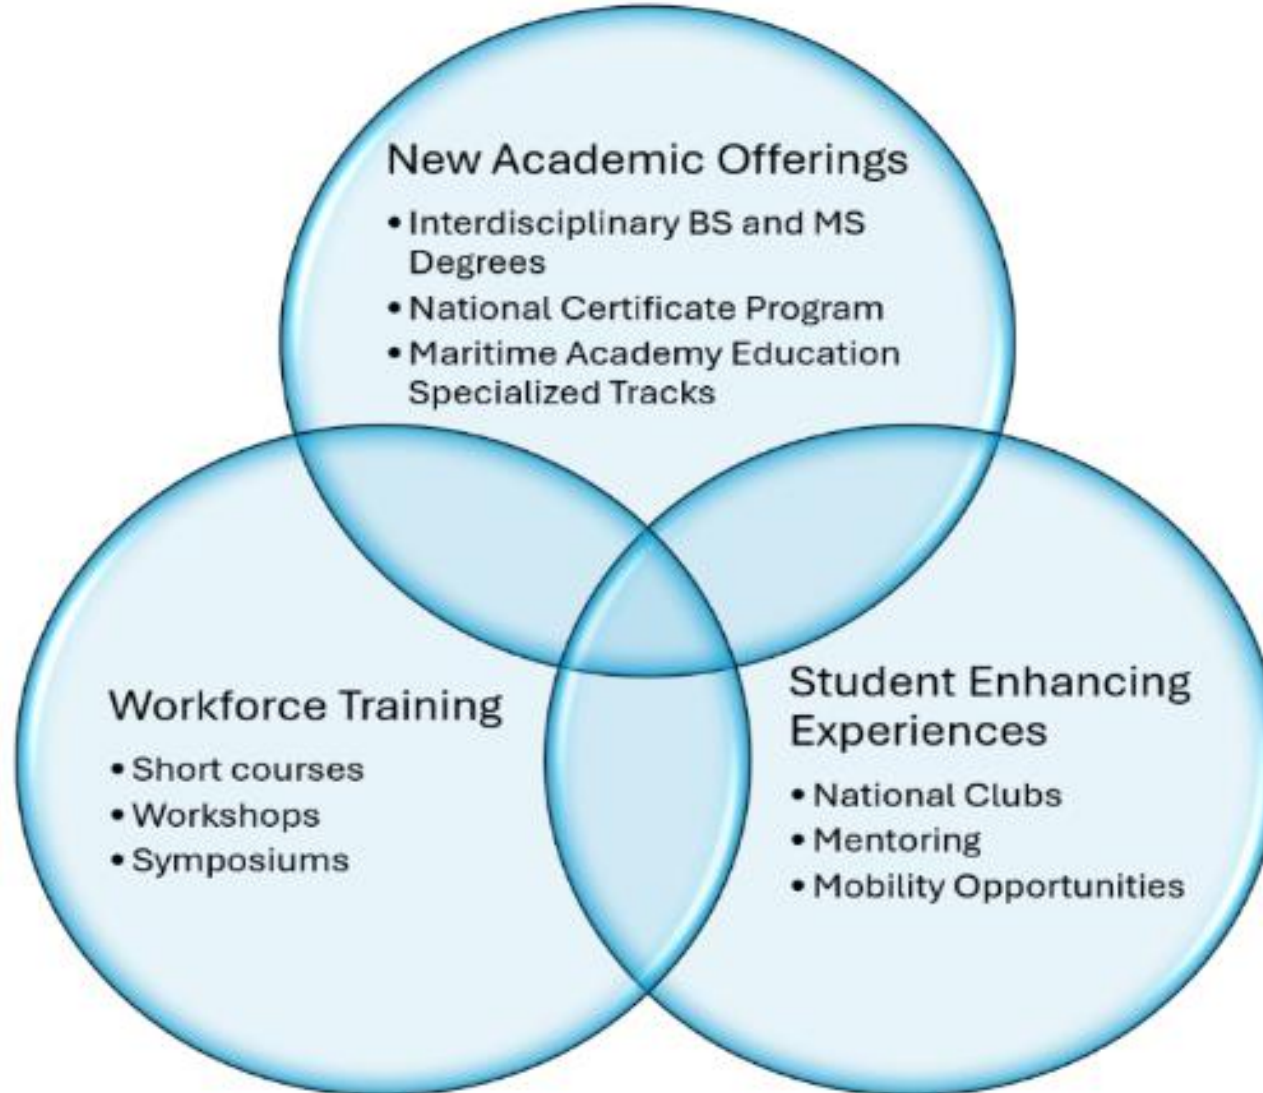 New Academic Offerings
• Interdisciplinary BS and MS
Degrees
• National Certificate Program
• Maritime Academy Education
Specialized Tracks
Workforce Training
• Short courses
• Workshops
• Symposiums
Student Enhancing
Experiences
• National Clubs
• Mentoring
• Mobility Opportunities